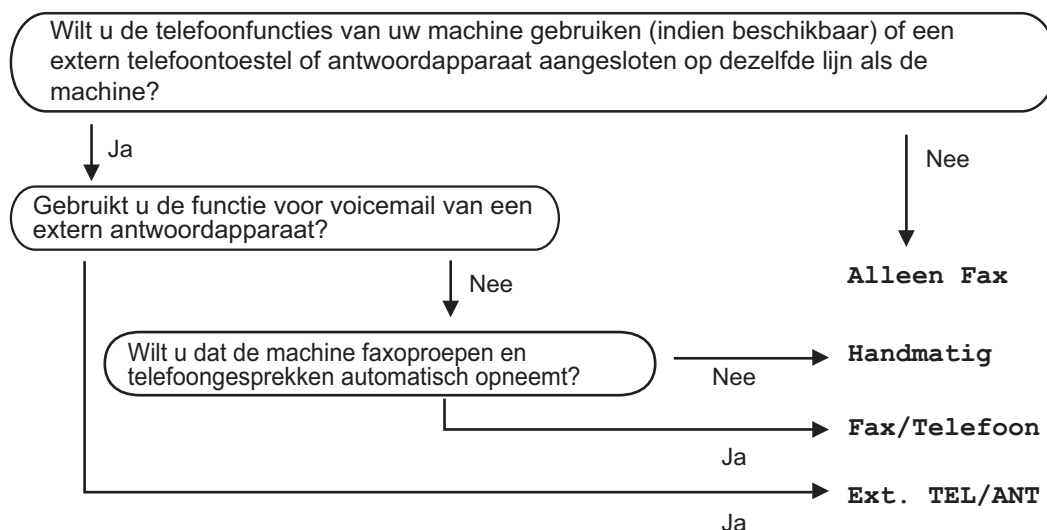 Wilt u de telefoonfuncties van uw machine gebruiken (indien beschikbaar) of een
extern telefoontoestel of antwoordapparaat aangesloten op dezelfde lijn als de
machine?
Ja
Nee
Gebruikt u de functie voor voicemail van een
extern antwoordapparaat?
Nee
Alleen Fax
Wilt u dat de machine faxoproepen en
telefoongesprekken automatisch opneemt?
Nee
Handmatig
Ja
Fax/Telefoon
Ja
Ext. TEL/ANT